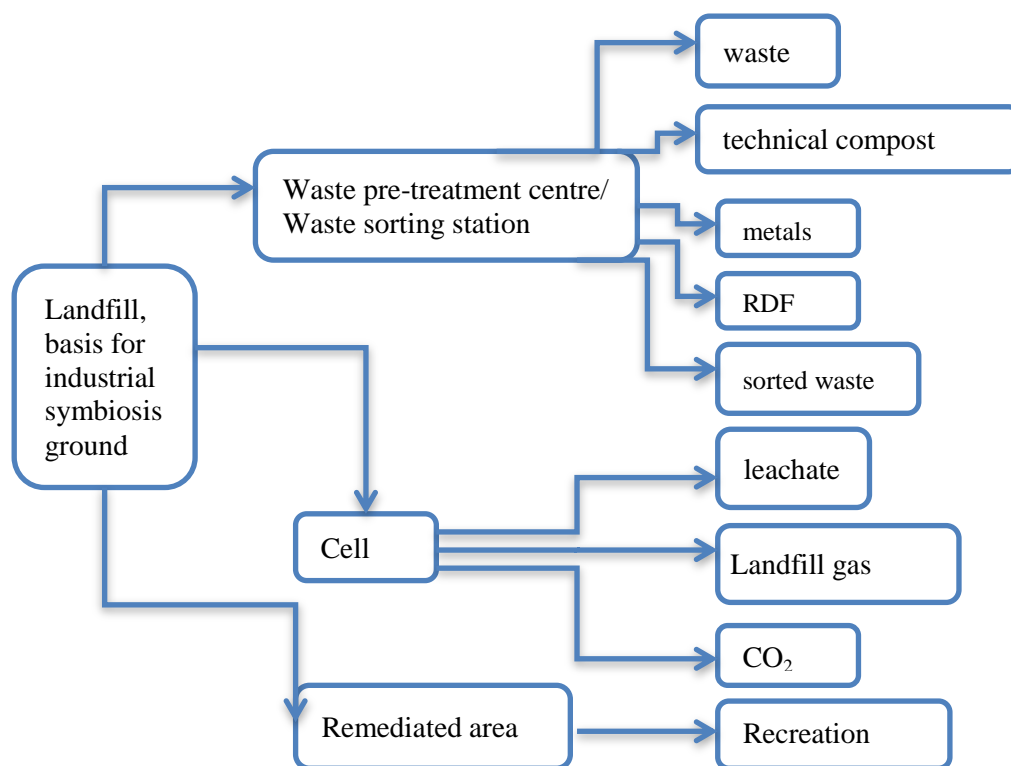 waste
technical compost
Waste pre-treatment centre/
Waste sorting station
metals
RDF
sorted waste
Landfill,
basis for
industrial
symbiosis
ground
leachate
Cell
Landfill gas
CO₂
Remediated area
Recreation